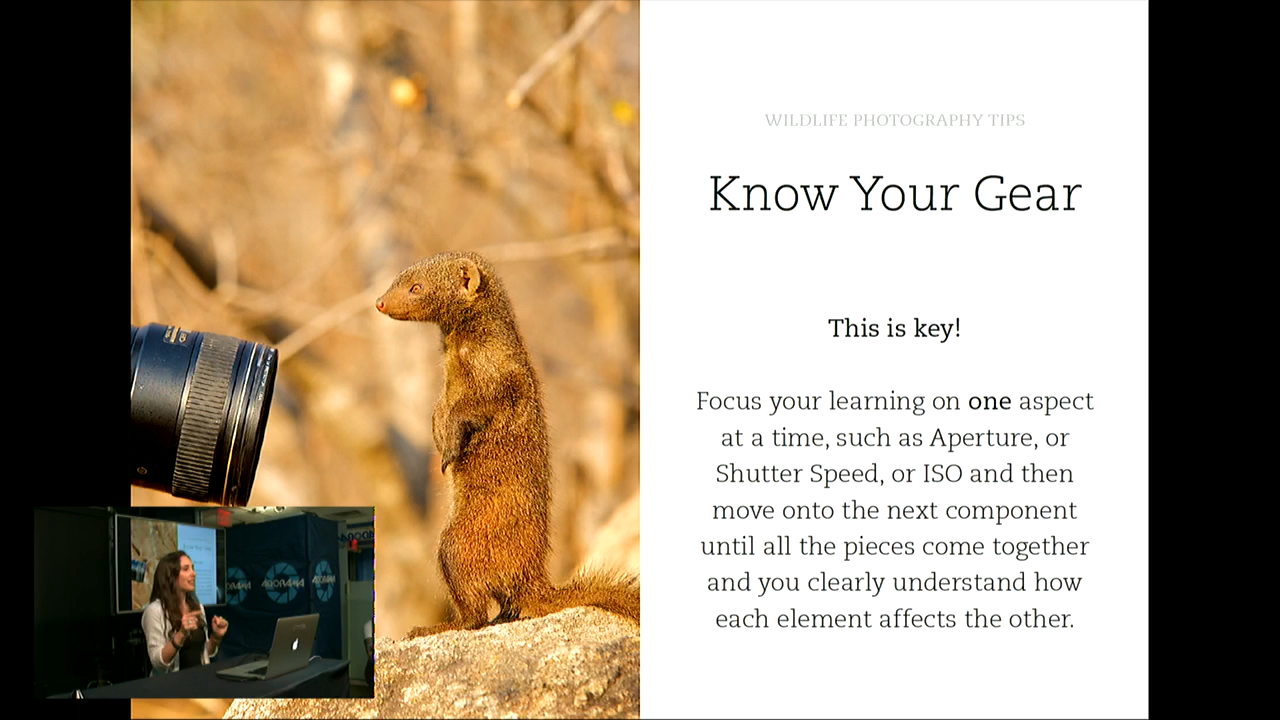 WILDLIFE PHOTOGRAPHY TIPS
Know Your Gear
This is key!
Focus your learning on one aspect
at a time, such as Aperture, or
Shutter Speed, or ISO and then
move onto the next component
until all the pieces come together
and you clearly understand how
each element affects the other.
ADORAMA